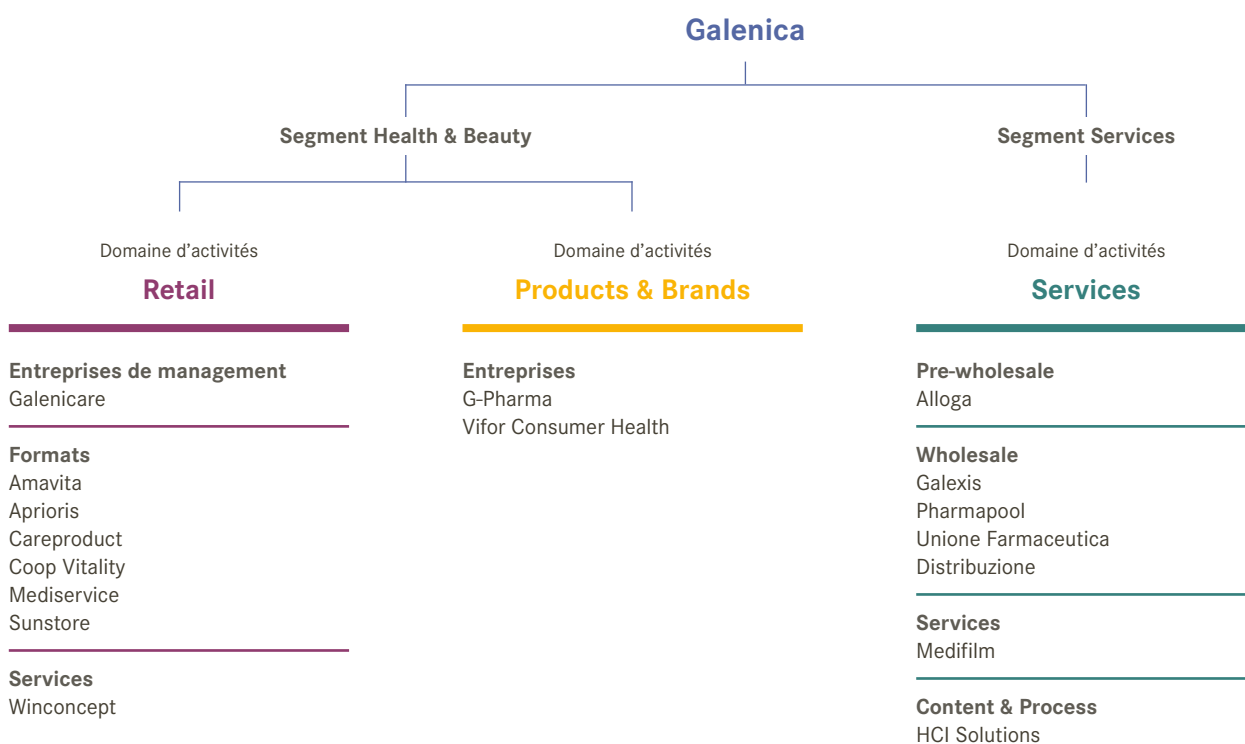 Galenica
Segment Health & Beauty
Segment Services
Domaine d’activités
Retail
Domaine d’activités
Products & Brands
Domaine d’activités
Services
Entreprises de management
Galenicare
Formats
Amavita
Aprioris
Careproduct
Coop Vitality
Mediservice
Sunstore
Services
Winconcept
Entreprises
G-Pharma
Vifor Consumer Health
Pre-wholesale
Alloga
Wholesale
Galexis
Pharmapool
Unione Farmaceutica
Distribuzione
Services
Medifilm
Content & Process
HCI Solutions